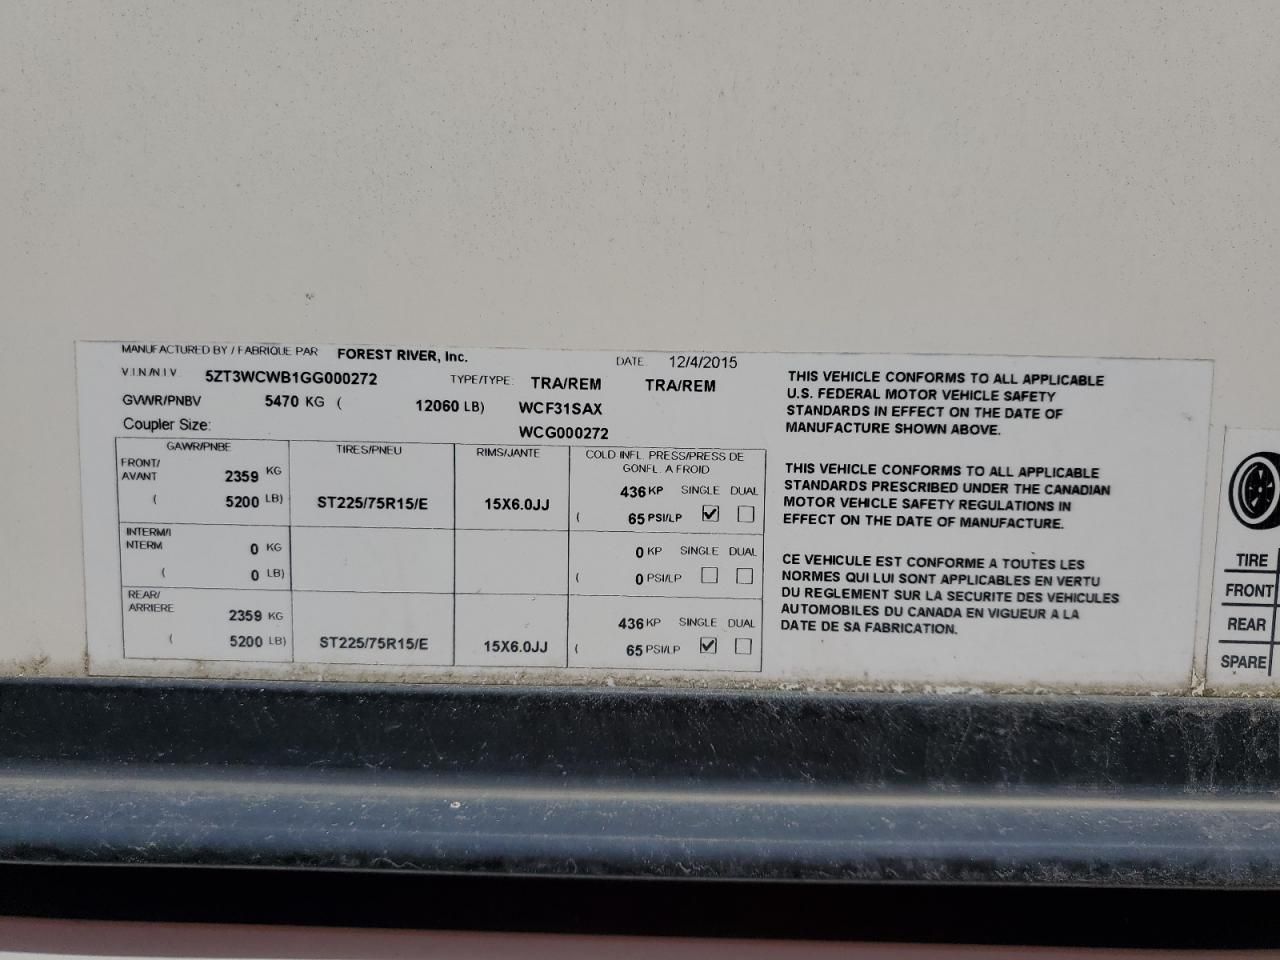 MANUFACTURED BY / FABRIQUE PAR FOREST RIVER, Inc. DATE 12/4/2015
V.I.N./N.I.V. 5ZT3WCWB1GG000272 TYPE/TYPE: TRA/REM TRA/REM
GVWR/PNBV 5470 KG ( 12060 LB) WCF31SAX
Coupler Size: WCG000272
GAWR/PNBE TIRES/PNEU RIMS/JANTE COLD INFL. PRESS/PRESS DE
GONFL. A FROID
FRONT/
AVANT 2359 KG 436 KP SINGLE DUAL
( 5200 LB) ST225/75R15/E 15X6.0JJ ( 65 PSI/LP
INTERM/I
NTERM 0 KG 0 KP SINGLE DUAL
( 0 LB) ( 0 PSI/LP
REAR/
ARRIERE 2359 KG 436 KP SINGLE DUAL
( 5200 LB) ST225/75R15/E 15X6.0JJ ( 65 PSI/LP
THIS VEHICLE CONFORMS TO ALL APPLICABLE
U.S. FEDERAL MOTOR VEHICLE SAFETY
STANDARDS IN EFFECT ON THE DATE OF
MANUFACTURE SHOWN ABOVE.
THIS VEHICLE CONFORMS TO ALL APPLICABLE
STANDARDS PRESCRIBED UNDER THE CANADIAN
MOTOR VEHICLE SAFETY REGULATIONS IN
EFFECT ON THE DATE OF MANUFACTURE.
CE VEHICULE EST CONFORME A TOUTES LES
NORMES QUI LUI SONT APPLICABLES EN VERTU
DU REGLEMENT SUR LA SECURITE DES VEHICULES
AUTOMOBILES DU CANADA EN VIGUEUR A LA
DATE DE SA FABRICATION.
TIRE
FRONT
REAR
SPARE